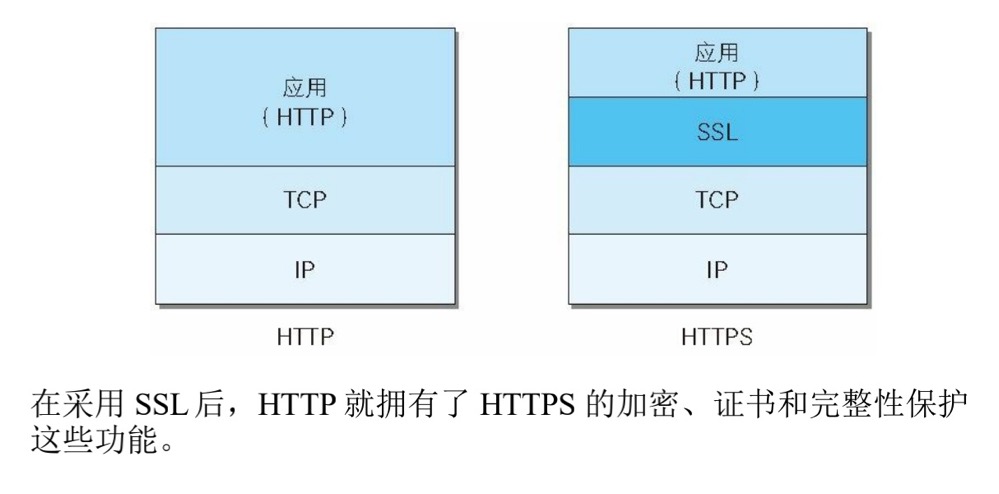 应用
(HTTP)
TCP
IP
HTTP
应用
(HTTP)
SSL
TCP
IP
HTTPS
在采用 SSL 后，HTTP 就拥有了 HTTPS 的加密、证书和完整性保护
这些功能。